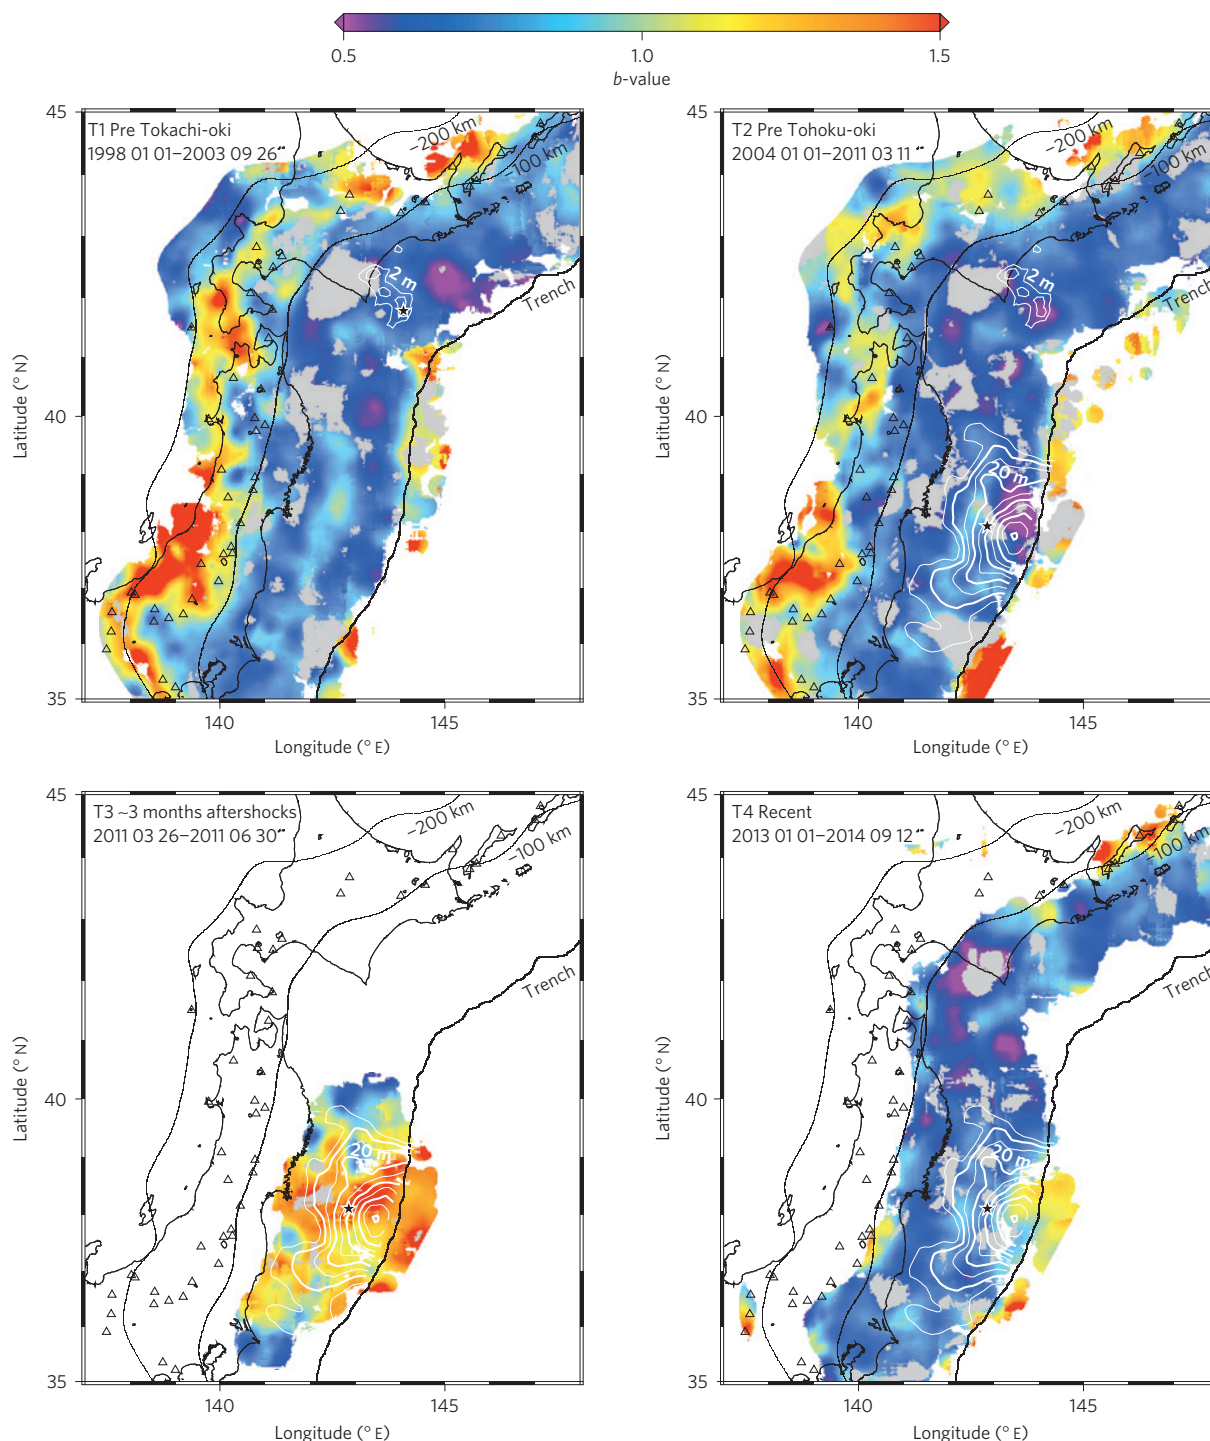 0.5 1.0 1.5
b-value
T1 Pre Tokachi-oki
1998 01 01–2003 09 26
–200 km
–100 km
2 m
Trench
45
40
35
Latitude (° N)
140 145
Longitude (° E)
T2 Pre Tohoku-oki
2004 01 01–2011 03 11
–200 km
–100 km
2 m
Trench
20 m
45
40
35
Latitude (° N)
140 145
Longitude (° E)
T3 ~3 months aftershocks
2011 03 26–2011 06 30
–200 km
–100 km
Trench
20 m
45
40
35
Latitude (° N)
140 145
Longitude (° E)
T4 Recent
2013 01 01–2014 09 12
–200 km
–100 km
Trench
20 m
45
40
35
Latitude (° N)
140 145
Longitude (° E)